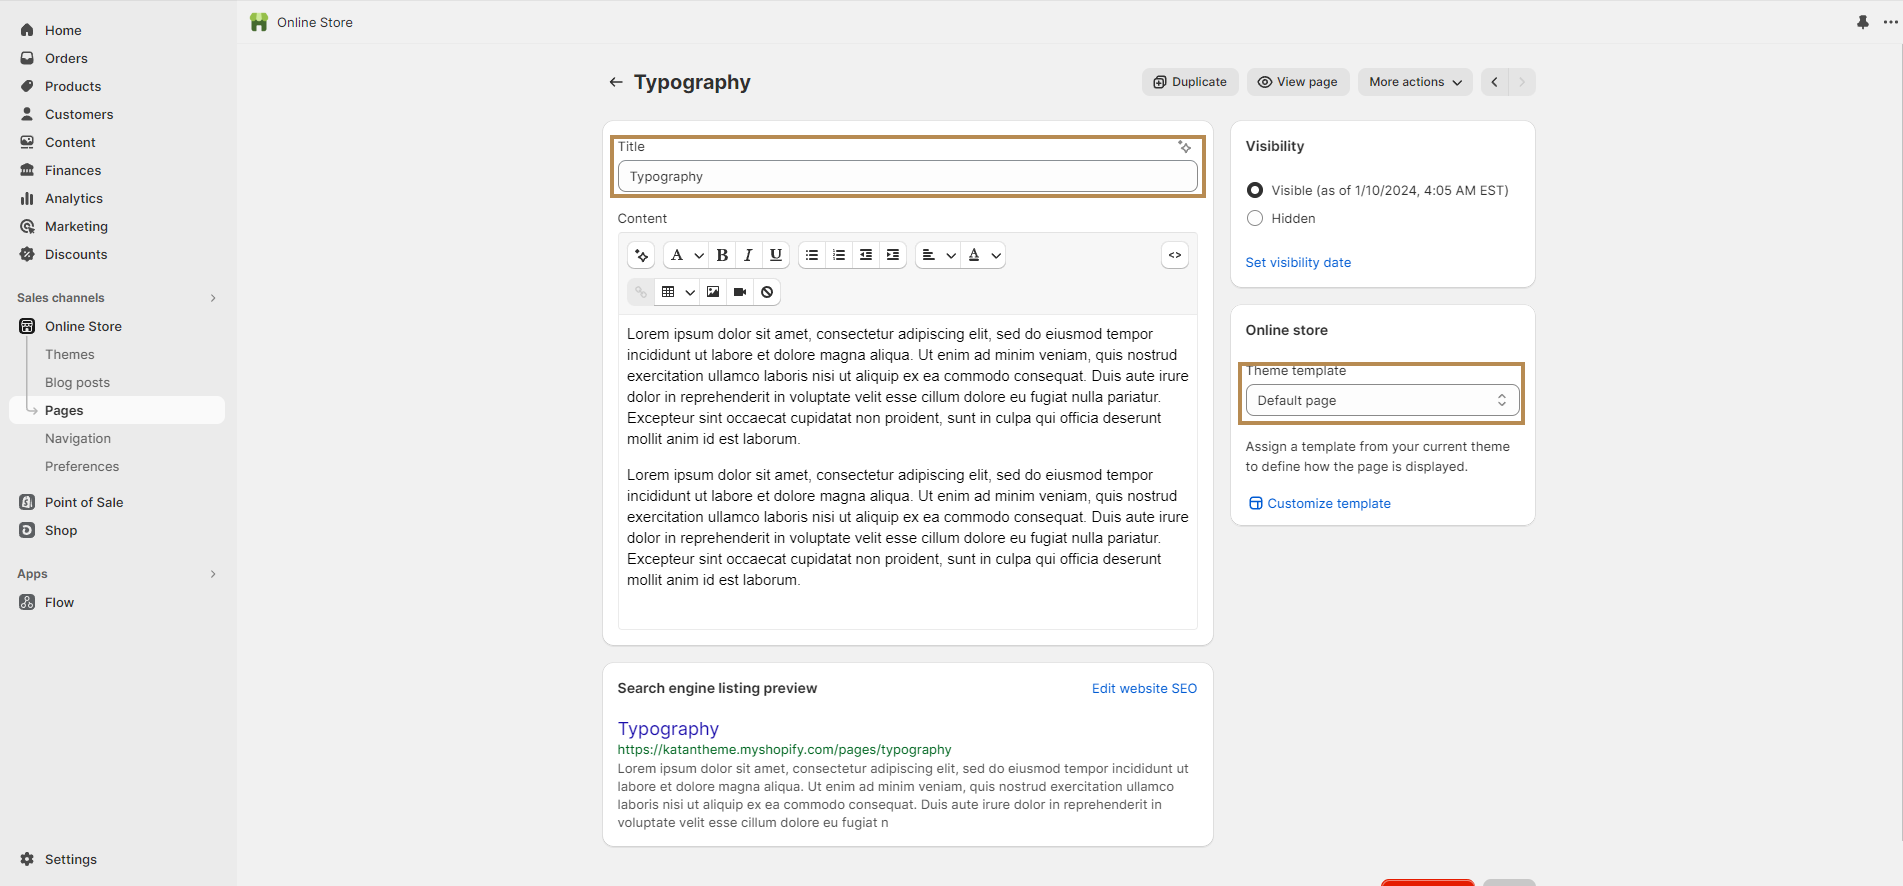 Home
Orders
Products
Customers
Content
Finances
Analytics
Marketing
Discounts
Sales channels
Online Store
Themes
Blog posts
Pages
Navigation
Preferences
Point of Sale
Shop
Apps
Flow
Settings
Online Store
Typography
Duplicate
View page
More actions
Title
Typography
Content
A B I U
A
<>
Lorem ipsum dolor sit amet, consectetur adipiscing elit, sed do eiusmod tempor
incididunt ut labore et dolore magna aliqua. Ut enim ad minim veniam, quis nostrud
exercitation ullamco laboris nisi ut aliquip ex ea commodo consequat. Duis aute irure
dolor in reprehenderit in voluptate velit esse cillum dolore eu fugiat nulla pariatur.
Excepteur sint occaecat cupidatat non proident, sunt in culpa qui officia deserunt
mollit anim id est laborum.
Lorem ipsum dolor sit amet, consectetur adipiscing elit, sed do eiusmod tempor
incididunt ut labore et dolore magna aliqua. Ut enim ad minim veniam, quis nostrud
exercitation ullamco laboris nisi ut aliquip ex ea commodo consequat. Duis aute irure
dolor in reprehenderit in voluptate velit esse cillum dolore eu fugiat nulla pariatur.
Excepteur sint occaecat cupidatat non proident, sunt in culpa qui officia deserunt
mollit anim id est laborum.
Search engine listing preview
Edit website SEO
Typography
https://katantheme.myshopify.com/pages/typography
Lorem ipsum dolor sit amet, consectetur adipiscing elit, sed do eiusmod tempor incididunt ut
labore et dolore magna aliqua. Ut enim ad minim veniam, quis nostrud exercitation ullamco
laboris nisi ut aliquip ex ea commodo consequat. Duis aute irure dolor in reprehenderit in
voluptate velit esse cillum dolore eu fugiat n
Visibility
Visible (as of 1/10/2024, 4:05 AM EST)
Hidden
Set visibility date
Online store
Theme template
Default page
Assign a template from your current theme
to define how the page is displayed.
Customize template